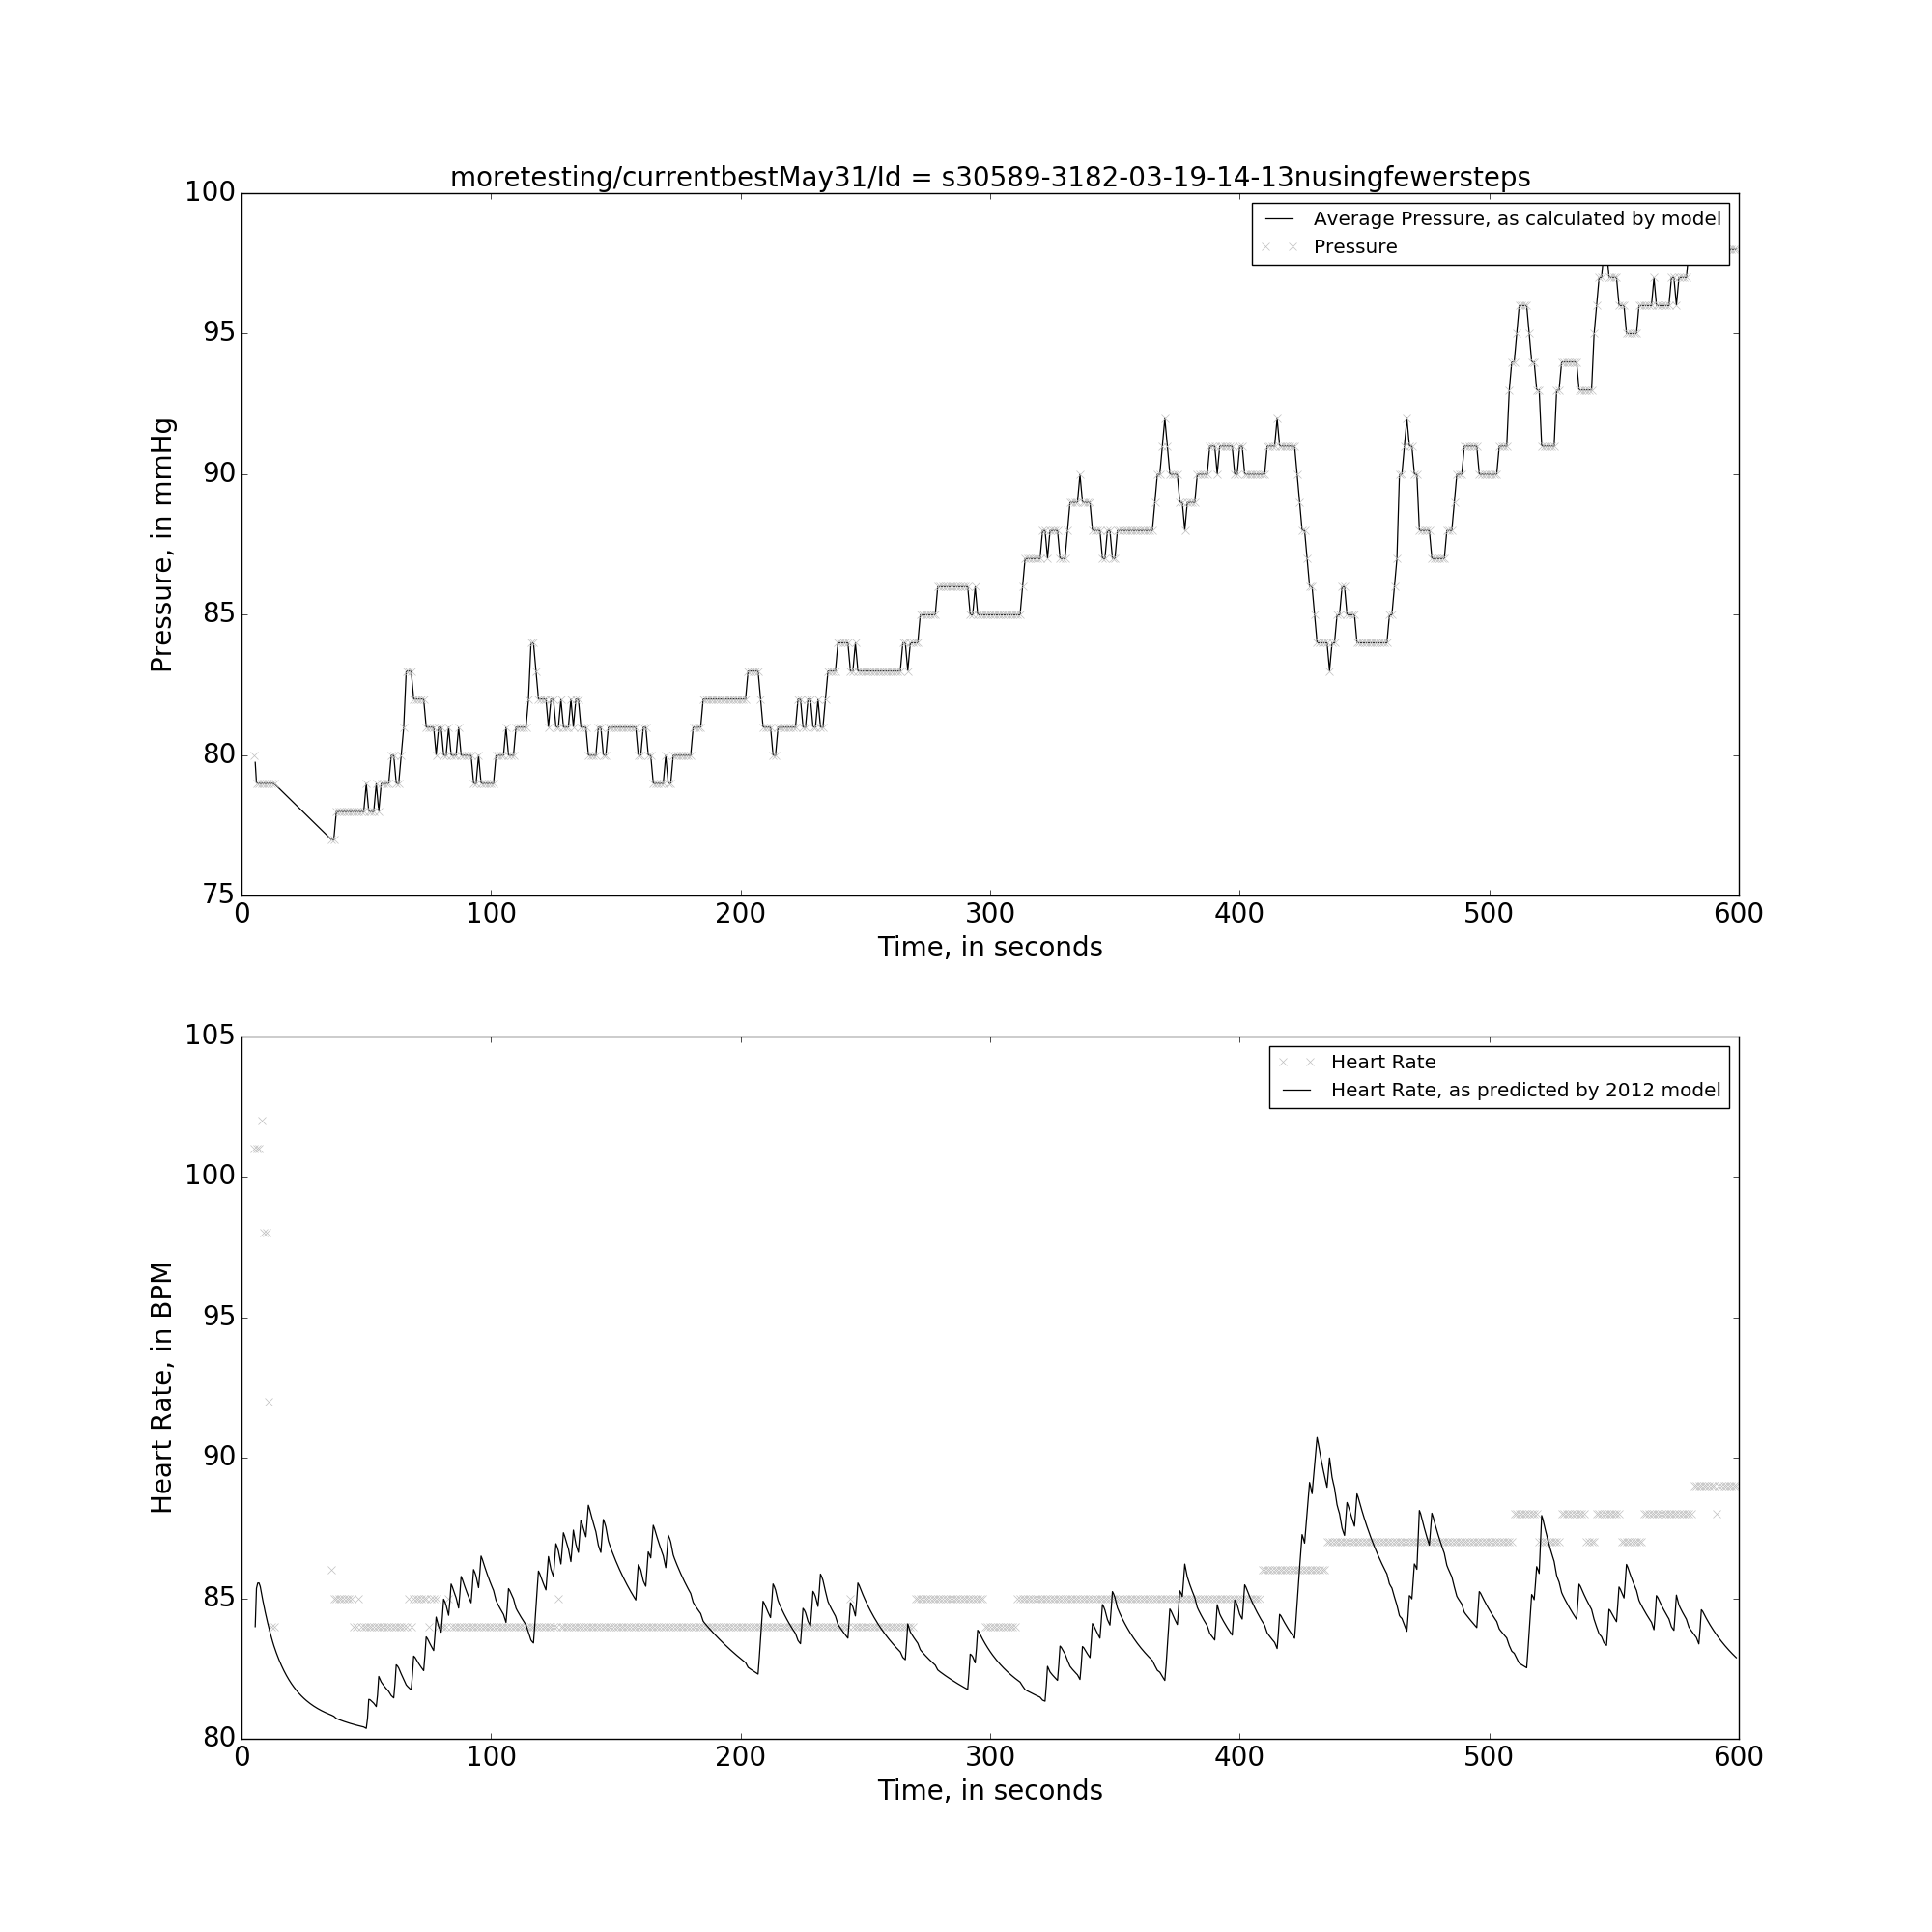 moretesting/currentbestMay31/Id = s30589-3182-03-19-14-13nusingfewersteps
100
95
90
85
80
75
Pressure, in mmHg
Average Pressure, as calculated by model
Pressure
0 100 200 300 400 500 600
Time, in seconds
105
100
95
90
85
80
Heart Rate, in BPM
Heart Rate
Heart Rate, as predicted by 2012 model
0 100 200 300 400 500 600
Time, in seconds